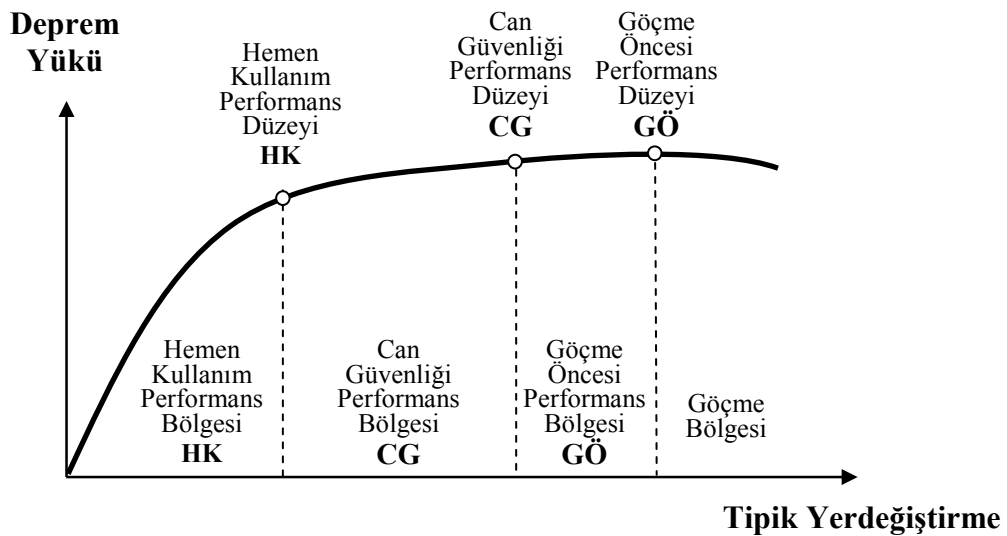 Deprem
Yükü
Hemen
Kullanım
Performans
Düzeyi
HK
Can
Güvenliği
Performans
Düzeyi
CG
Göçme
Öncesi
Performans
Düzeyi
GÖ
Hemen
Kullanım
Performans
Bölgesi
HK
Can
Güvenliği
Performans
Bölgesi
CG
Göçme
Öncesi
Performans
Bölgesi
GÖ
Göçme
Bölgesi
Tipik Yerdeğiştirme